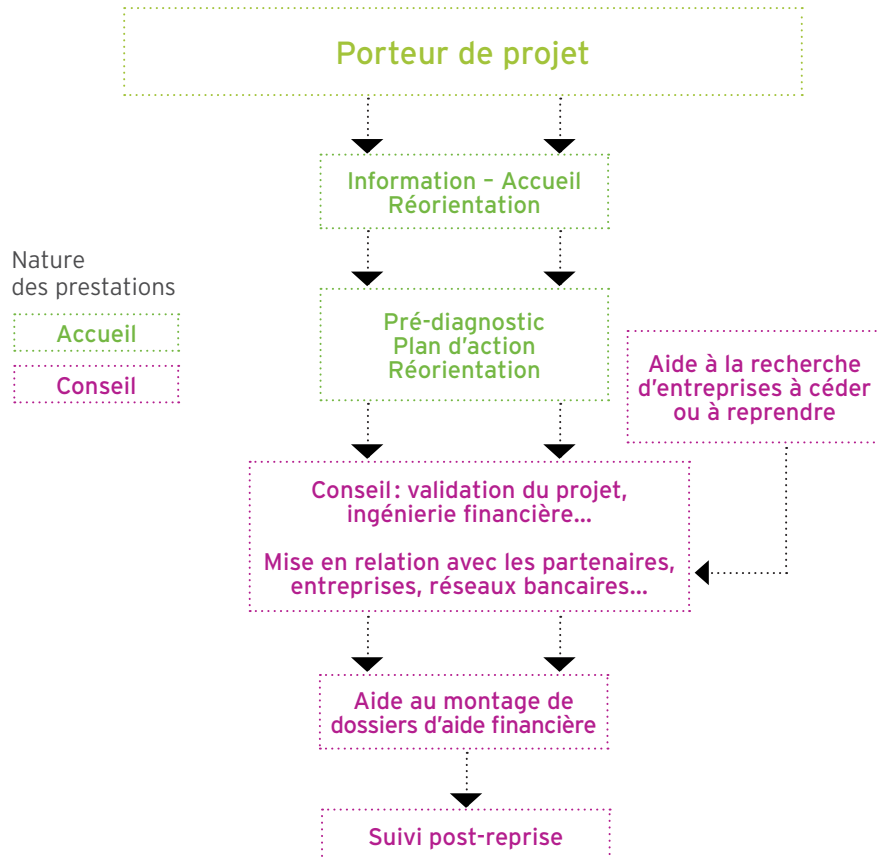 Porteur de projet
Information – Accueil
Réorientation
Nature
des prestations
Accueil
Conseil
Pré-diagnostic
Plan d'action
Réorientation
Aide à la recherche
d'entreprises à céder
ou à reprendre
Conseil : validation du projet,
ingénierie financière...
Mise en relation avec les partenaires,
entreprises, réseaux bancaires...
Aide au montage de
dossiers d'aide financière
Suivi post-reprise